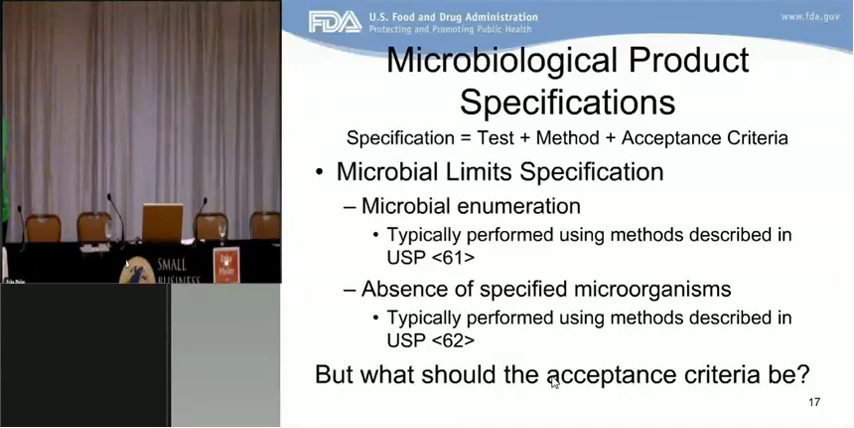 FDA U.S. Food and Drug Administration
Protecting and Promoting Public Health
www.fda.gov
Microbiological Product
Specifications
Specification = Test + Method + Acceptance Criteria
• Microbial Limits Specification
– Microbial enumeration
• Typically performed using methods described in
USP <61>
– Absence of specified microorganisms
• Typically performed using methods described in
USP <62>
But what should the acceptance criteria be?
17
SMALL
BUSINESS